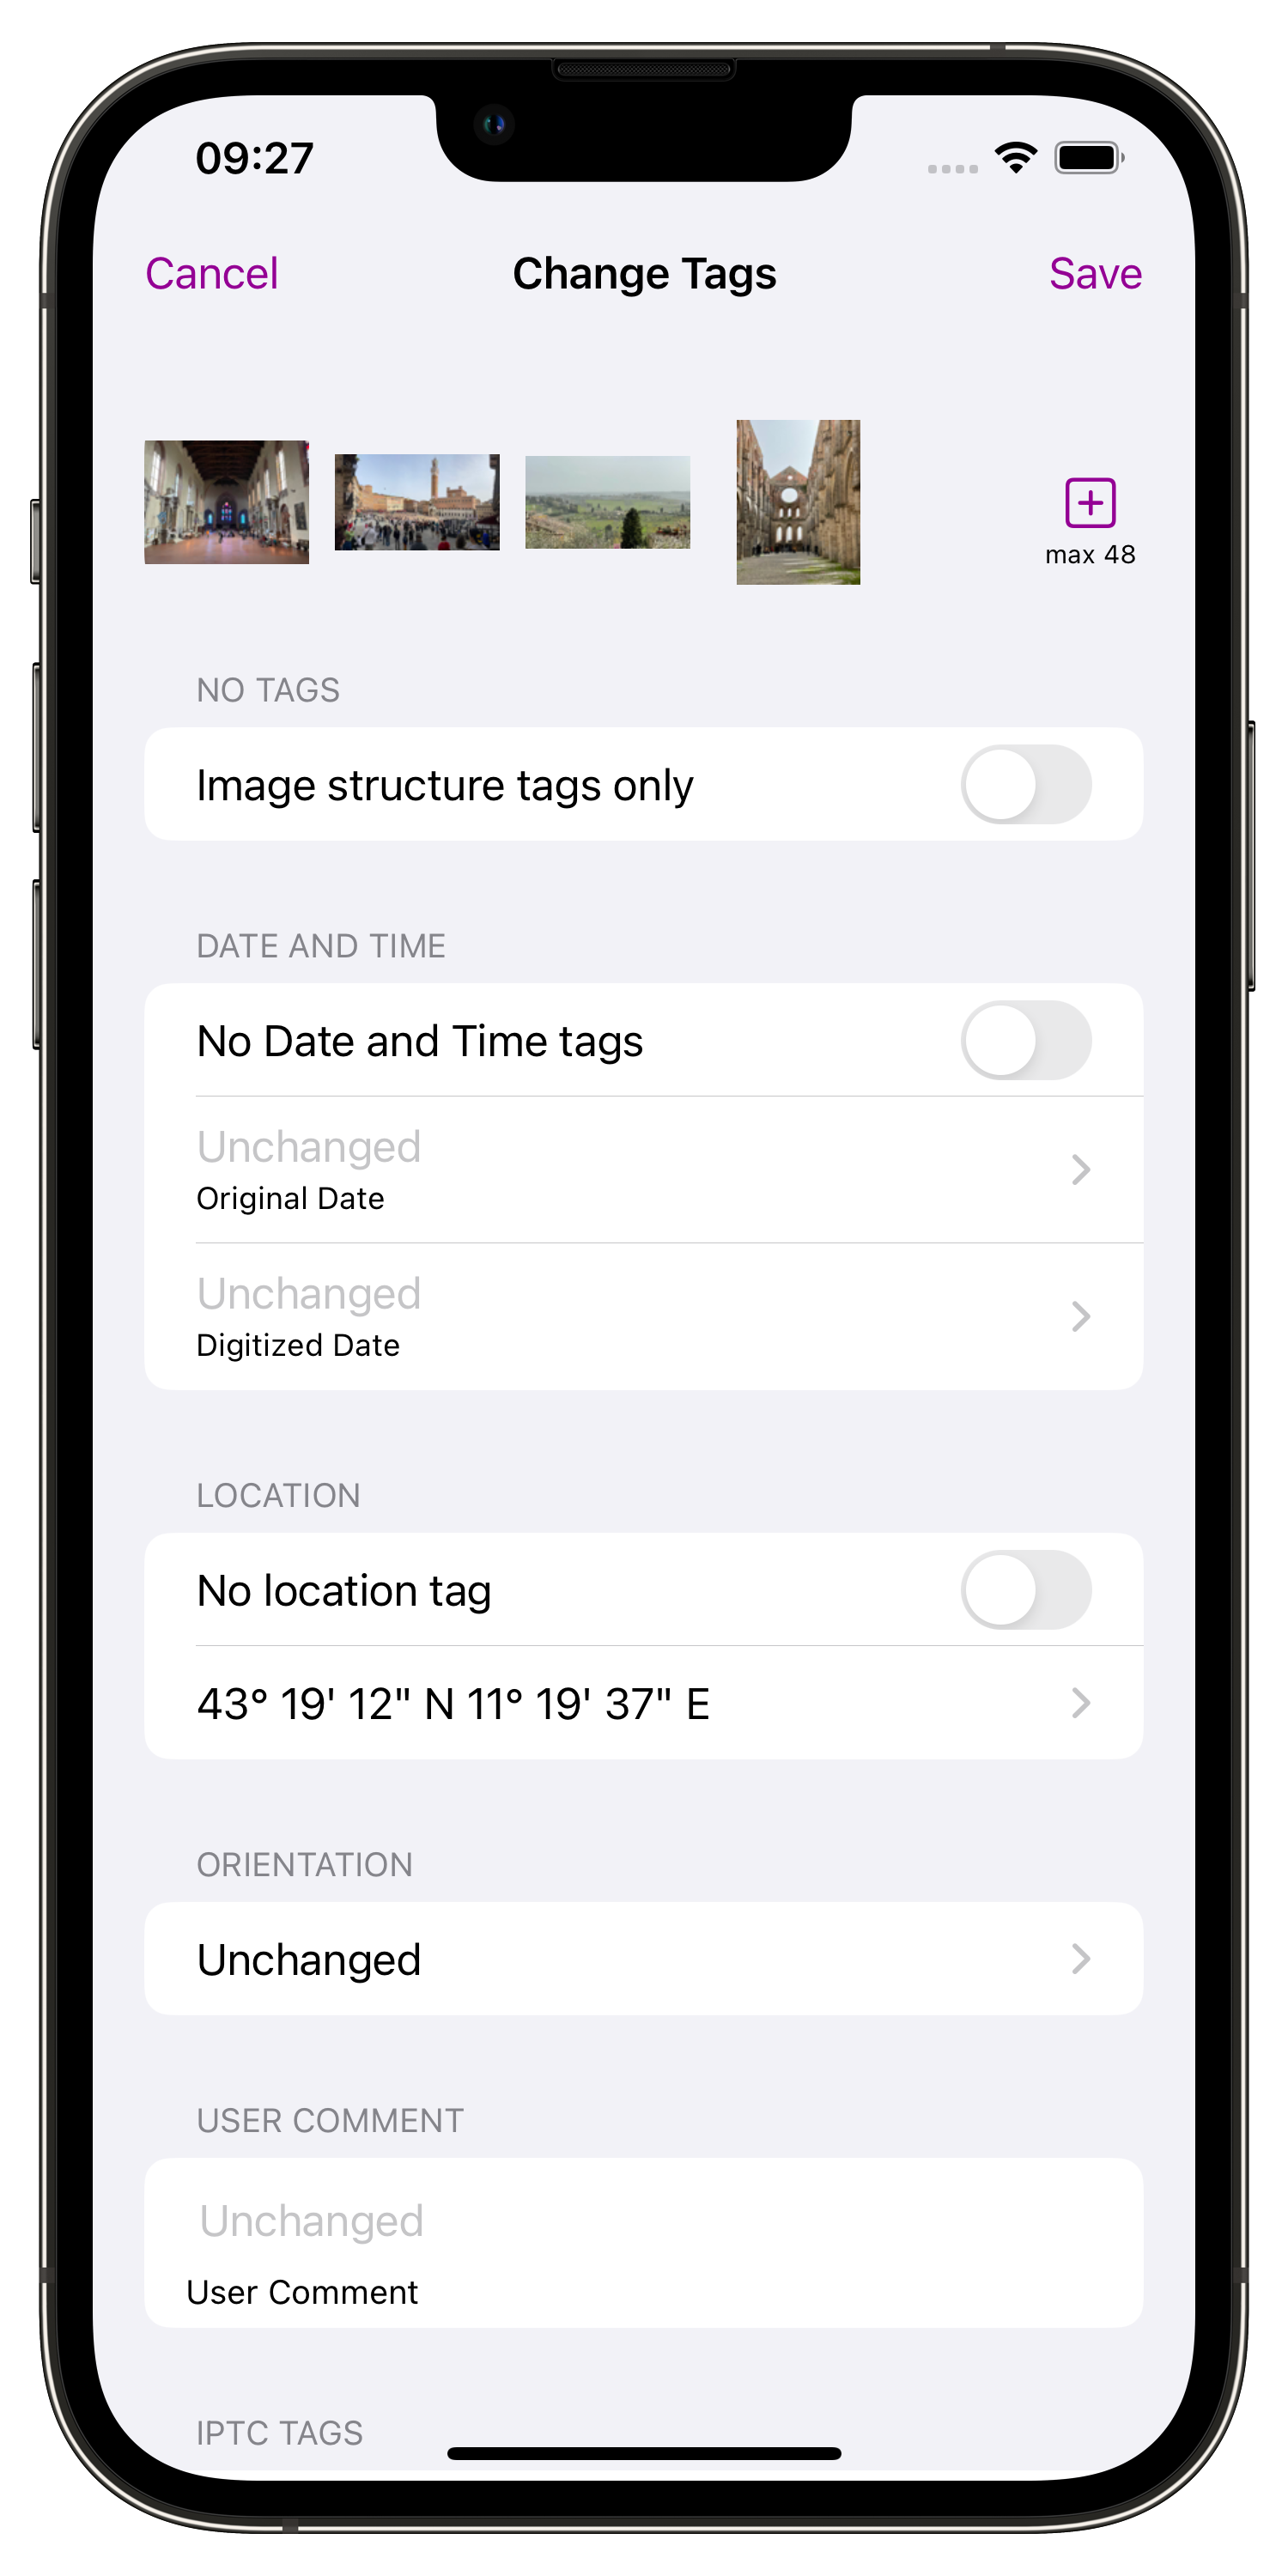 09:27
Cancel Change Tags Save
max 48
NO TAGS
Image structure tags only
DATE AND TIME
No Date and Time tags
Unchanged
Original Date
Unchanged
Digitized Date
LOCATION
No location tag
43° 19' 12" N 11° 19' 37" E
ORIENTATION
Unchanged
USER COMMENT
Unchanged
User Comment
IPTC TAGS